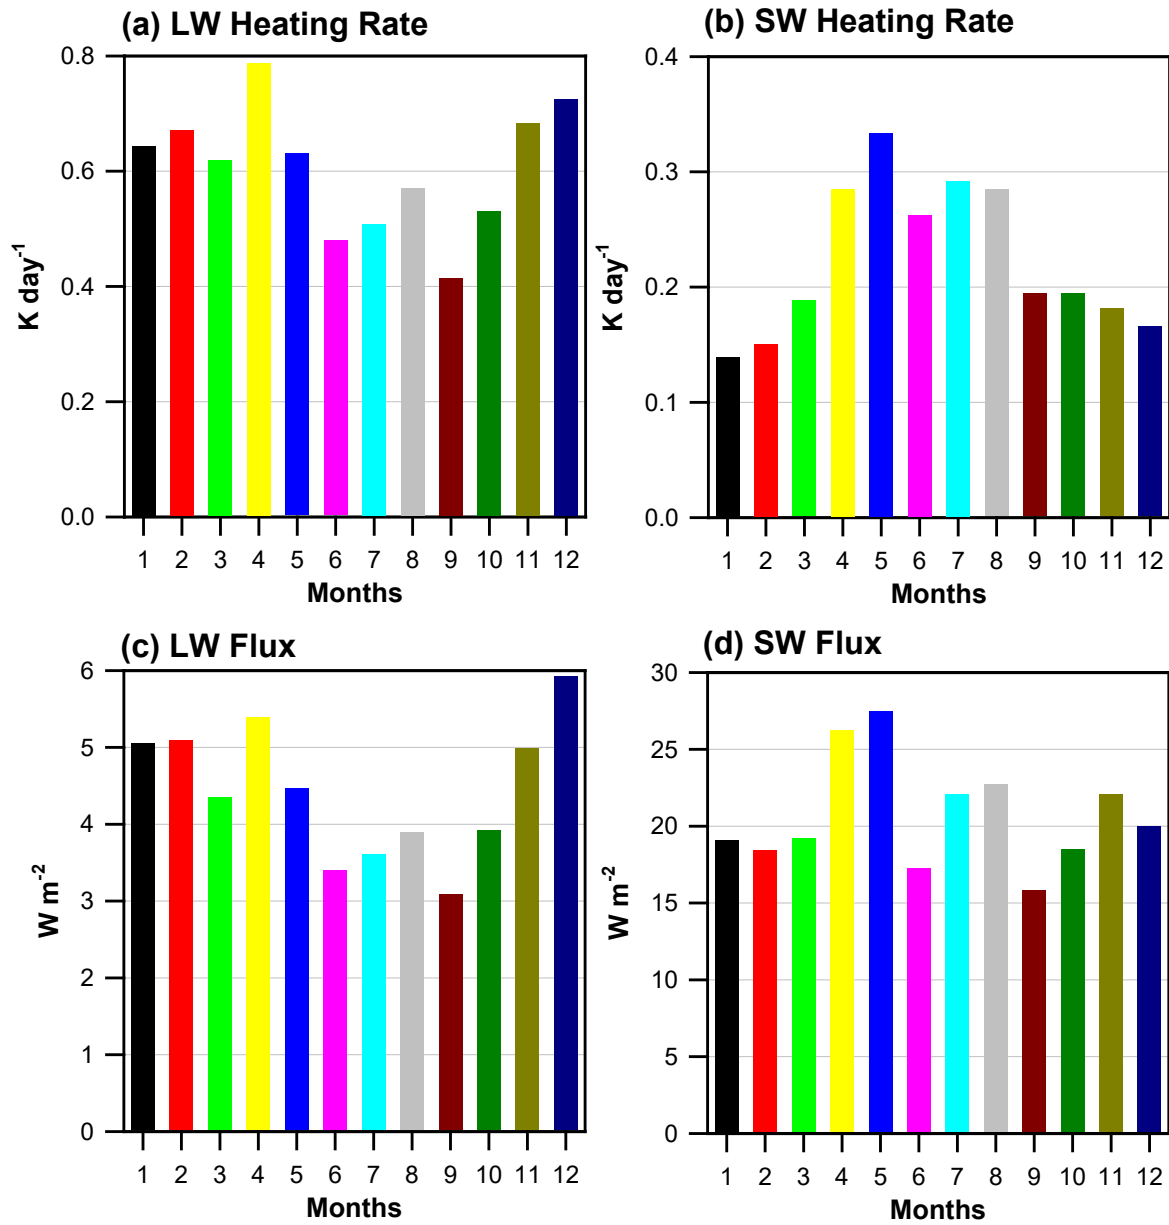 (a) LW Heating Rate
0.8
0.6
0.4
0.2
0.0
K day⁻¹
1 2 3 4 5 6 7 8 9 10 11 12
Months
(b) SW Heating Rate
0.4
0.3
0.2
0.1
0.0
K day⁻¹
1 2 3 4 5 6 7 8 9 10 11 12
Months
(c) LW Flux
6
5
4
3
2
1
0
W m⁻²
1 2 3 4 5 6 7 8 9 10 11 12
Months
(d) SW Flux
30
25
20
15
10
5
0
W m⁻²
1 2 3 4 5 6 7 8 9 10 11 12
Months